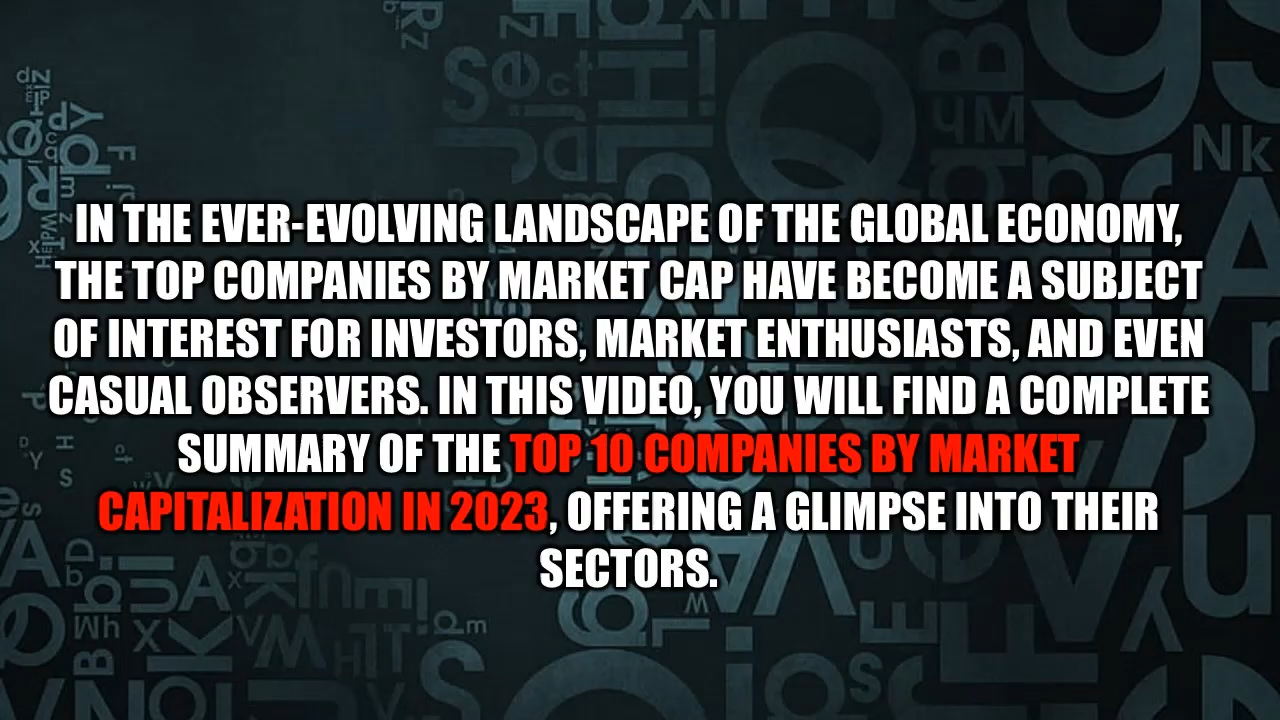 IN THE EVER-EVOLVING LANDSCAPE OF THE GLOBAL ECONOMY,
THE TOP COMPANIES BY MARKET CAP HAVE BECOME A SUBJECT
OF INTEREST FOR INVESTORS, MARKET ENTHUSIASTS, AND EVEN
CASUAL OBSERVERS. IN THIS VIDEO, YOU WILL FIND A COMPLETE
SUMMARY OF THE TOP 10 COMPANIES BY MARKET
CAPITALIZATION IN 2023, OFFERING A GLIMPSE INTO THEIR
SECTORS.